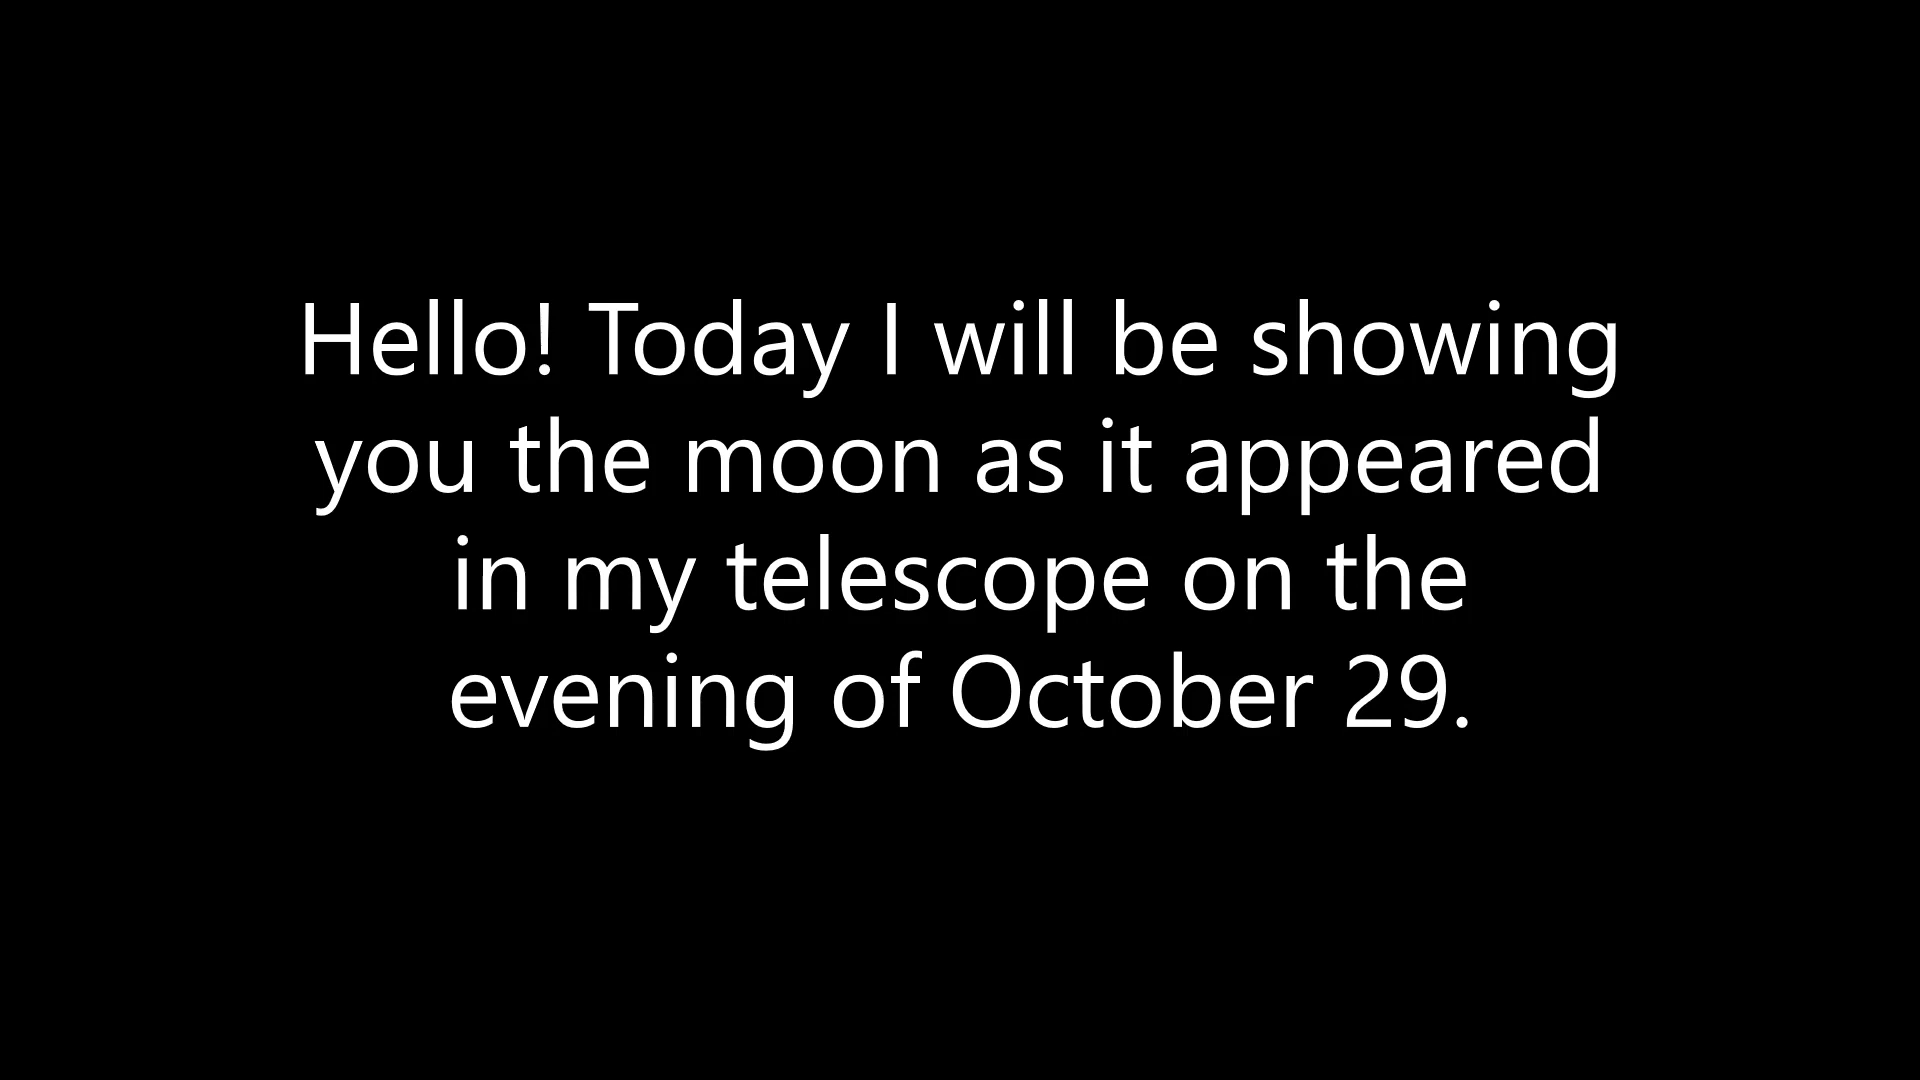 Hello! Today I will be showing
you the moon as it appeared
in my telescope on the
evening of October 29.